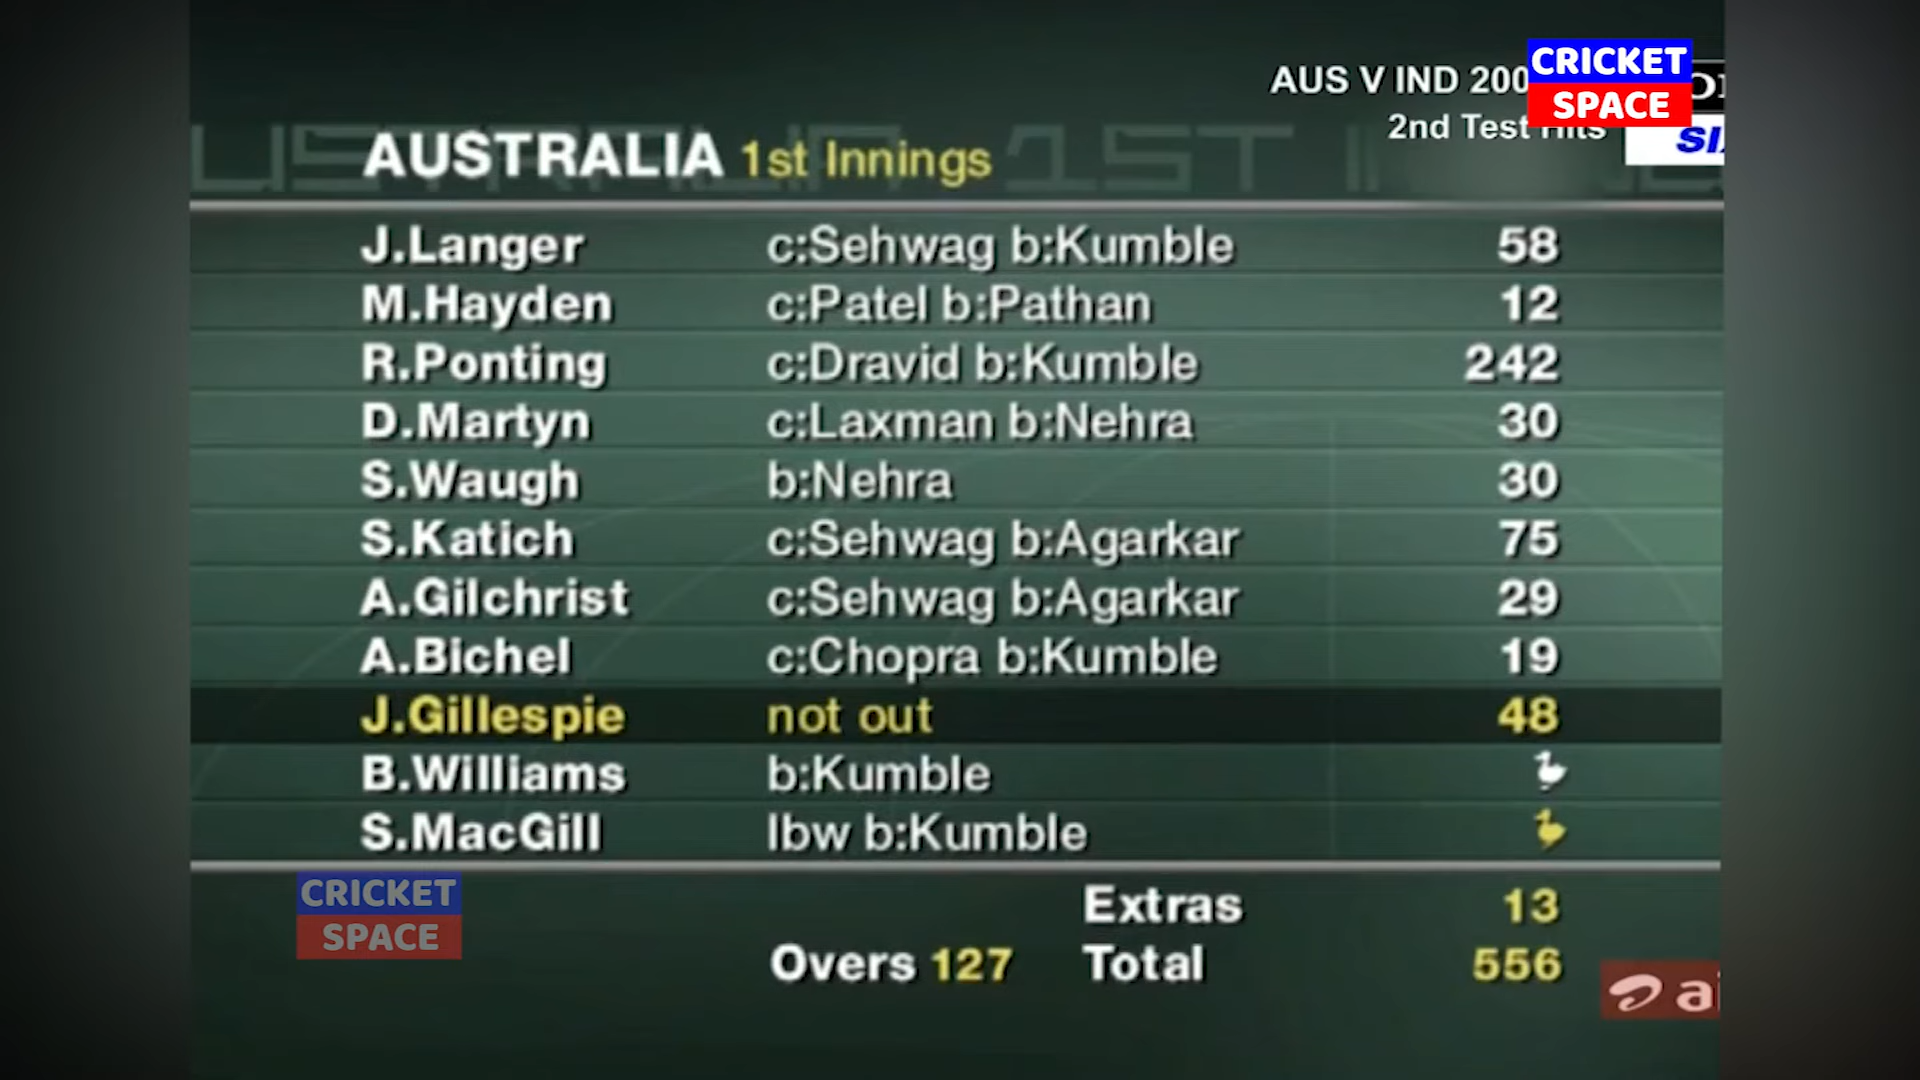 AUS V IND 200
2nd Test Hits
CRICKET
SPACE
AUSTRALIA 1st Innings
J.Langer c:Sehwag b:Kumble 58
M.Hayden c:Patel b:Pathan 12
R.Ponting c:Dravid b:Kumble 242
D.Martyn c:Laxman b:Nehra 30
S.Waugh b:Nehra 30
S.Katich c:Sehwag b:Agarkar 75
A.Gilchrist c:Sehwag b:Agarkar 29
A.Bichel c:Chopra b:Kumble 19
J.Gillespie not out 48
B.Williams b:Kumble
S.MacGill lbw b:Kumble
CRICKET
SPACE
Extras 13
Overs 127 Total 556